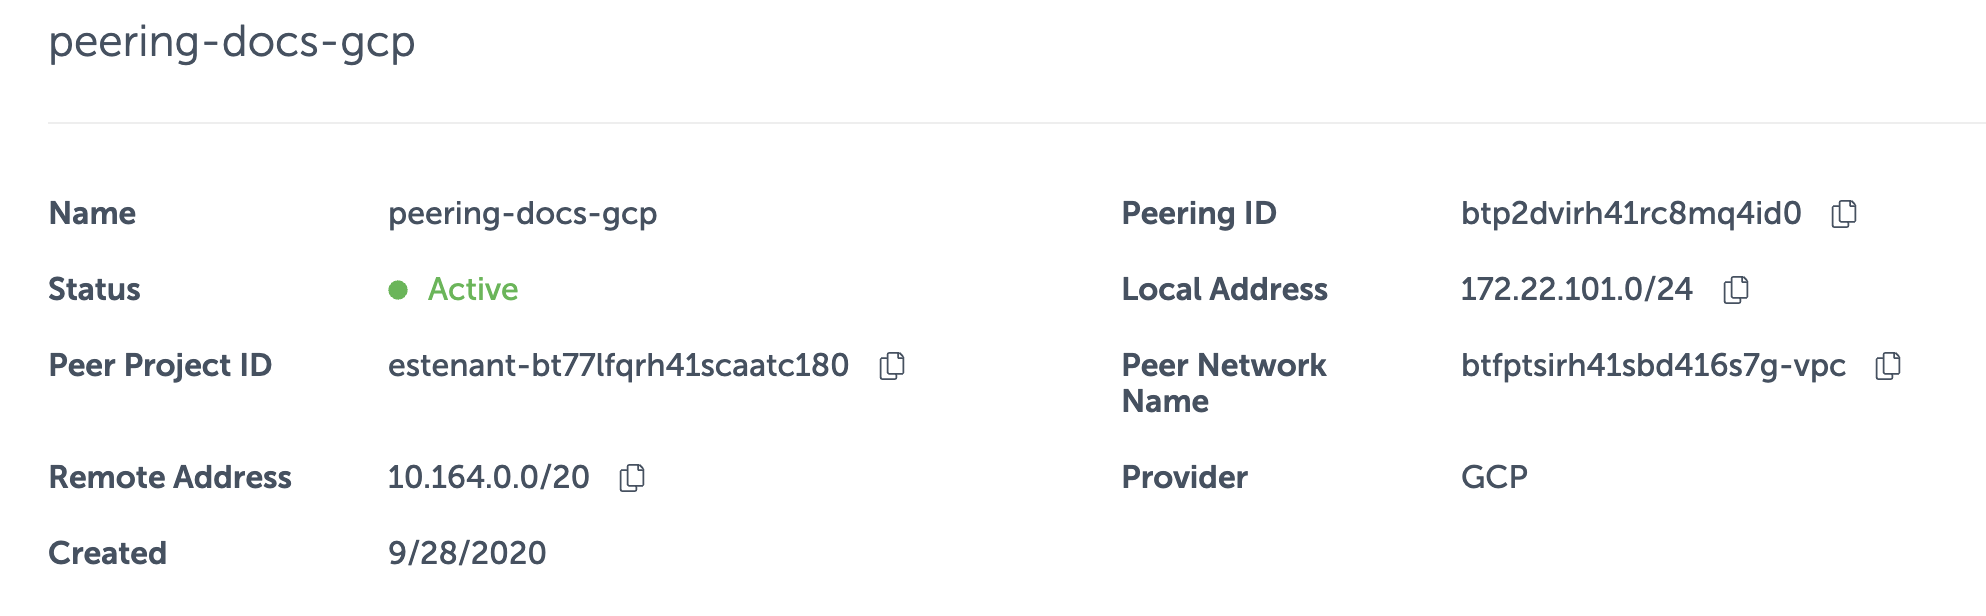 peering-docs-gcp
Name peering-docs-gcp Peering ID btp2dvirh41rc8mq4id0
Status Active Local Address 172.22.101.0/24
Peer Project ID estenant-bt77lfqrh41scaatc180 Peer Network btfptsirh41sbd416s7g-vpc
Name
Remote Address 10.164.0.0/20 Provider GCP
Created 9/28/2020